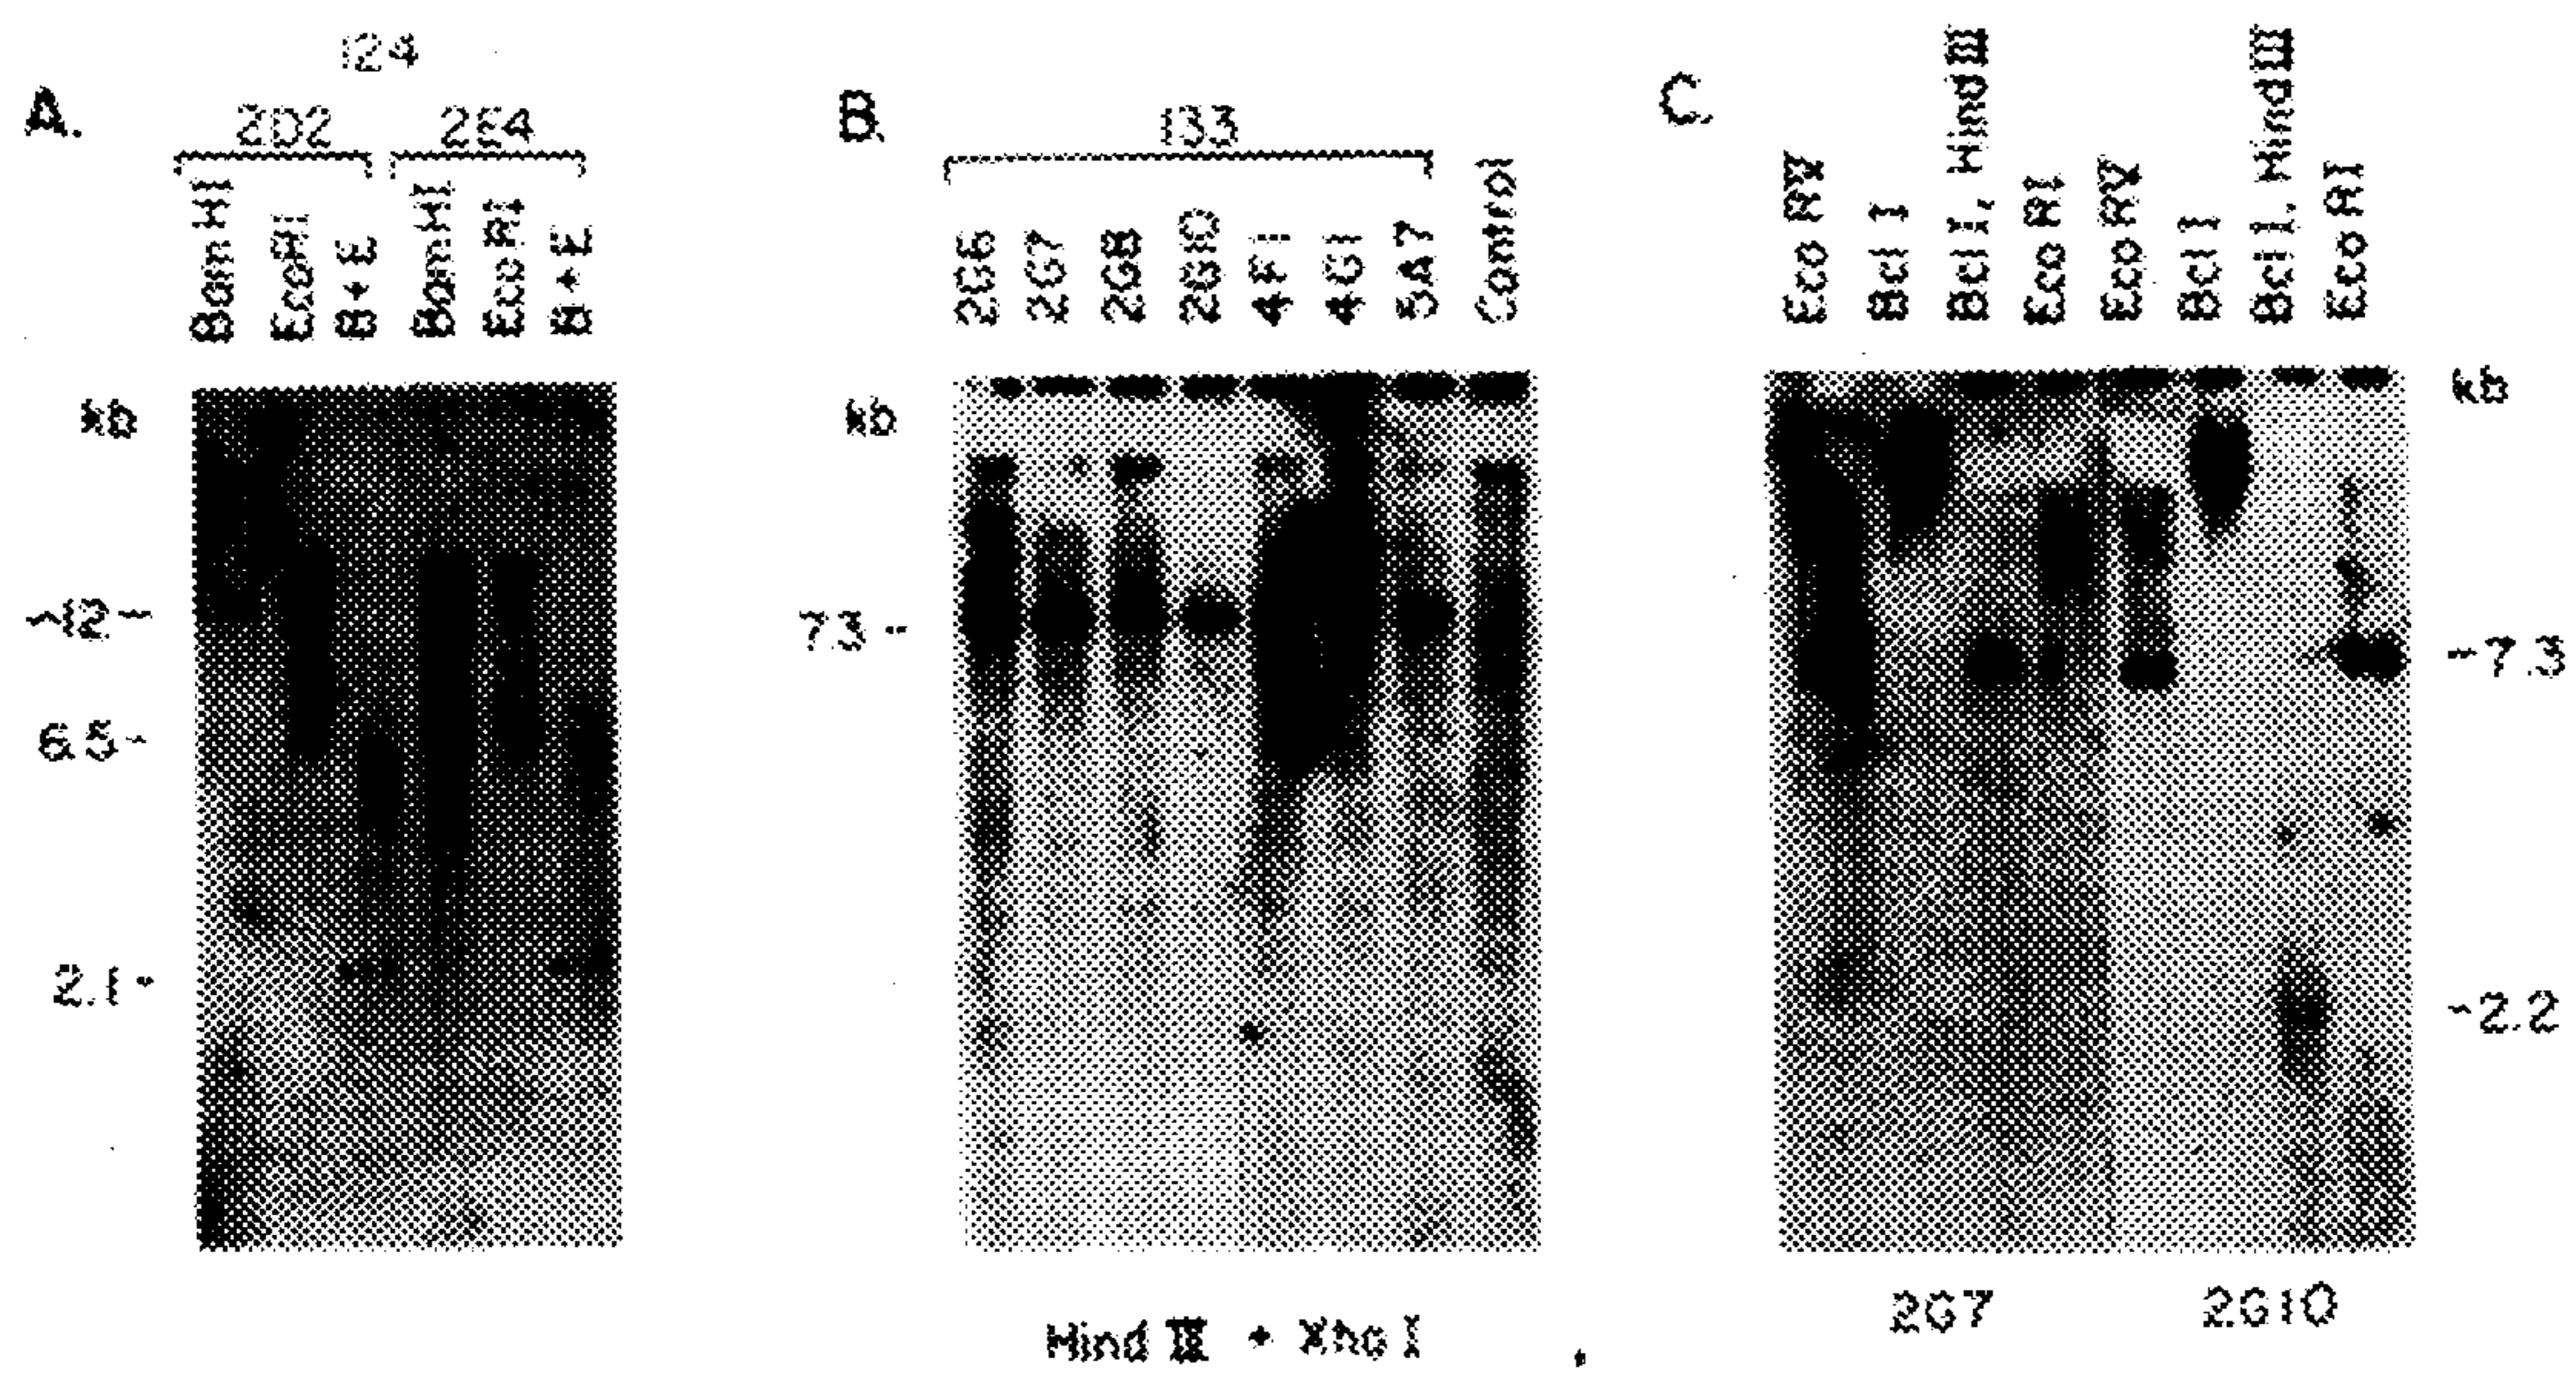 A.
124
2D2 2E4
Bam HI
EcoRI
B + E
Bam HI
Eco RI
B + E
kb
~12 -
6.5 -
2.1 -
B.
133
2G6
2G7
2G8
2G10
4F1
4G1
5A7
Control
kb
7.3 -
Hind III + Xho I
C.
Eco RV
Bcl I
Bcl I, Hind III
Eco RI
Eco RV
Bcl I
Bcl I, Hind III
Eco RI
kb
-7.3
-2.2
2G7 2G10